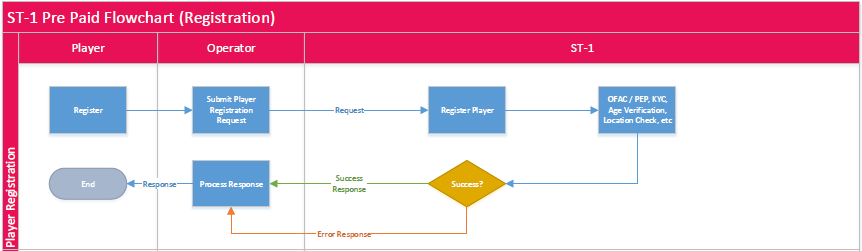 ST-1 Pre Paid Flowchart (Registration)
Player
Operator
ST-1
Player Registration
Register
Submit Player
Registration
Request
Request
Register Player
OFAC / PEP, KYC,
Age Verification,
Location Check, etc
End
Response
Process Response
Success
Response
Success?
Error Response